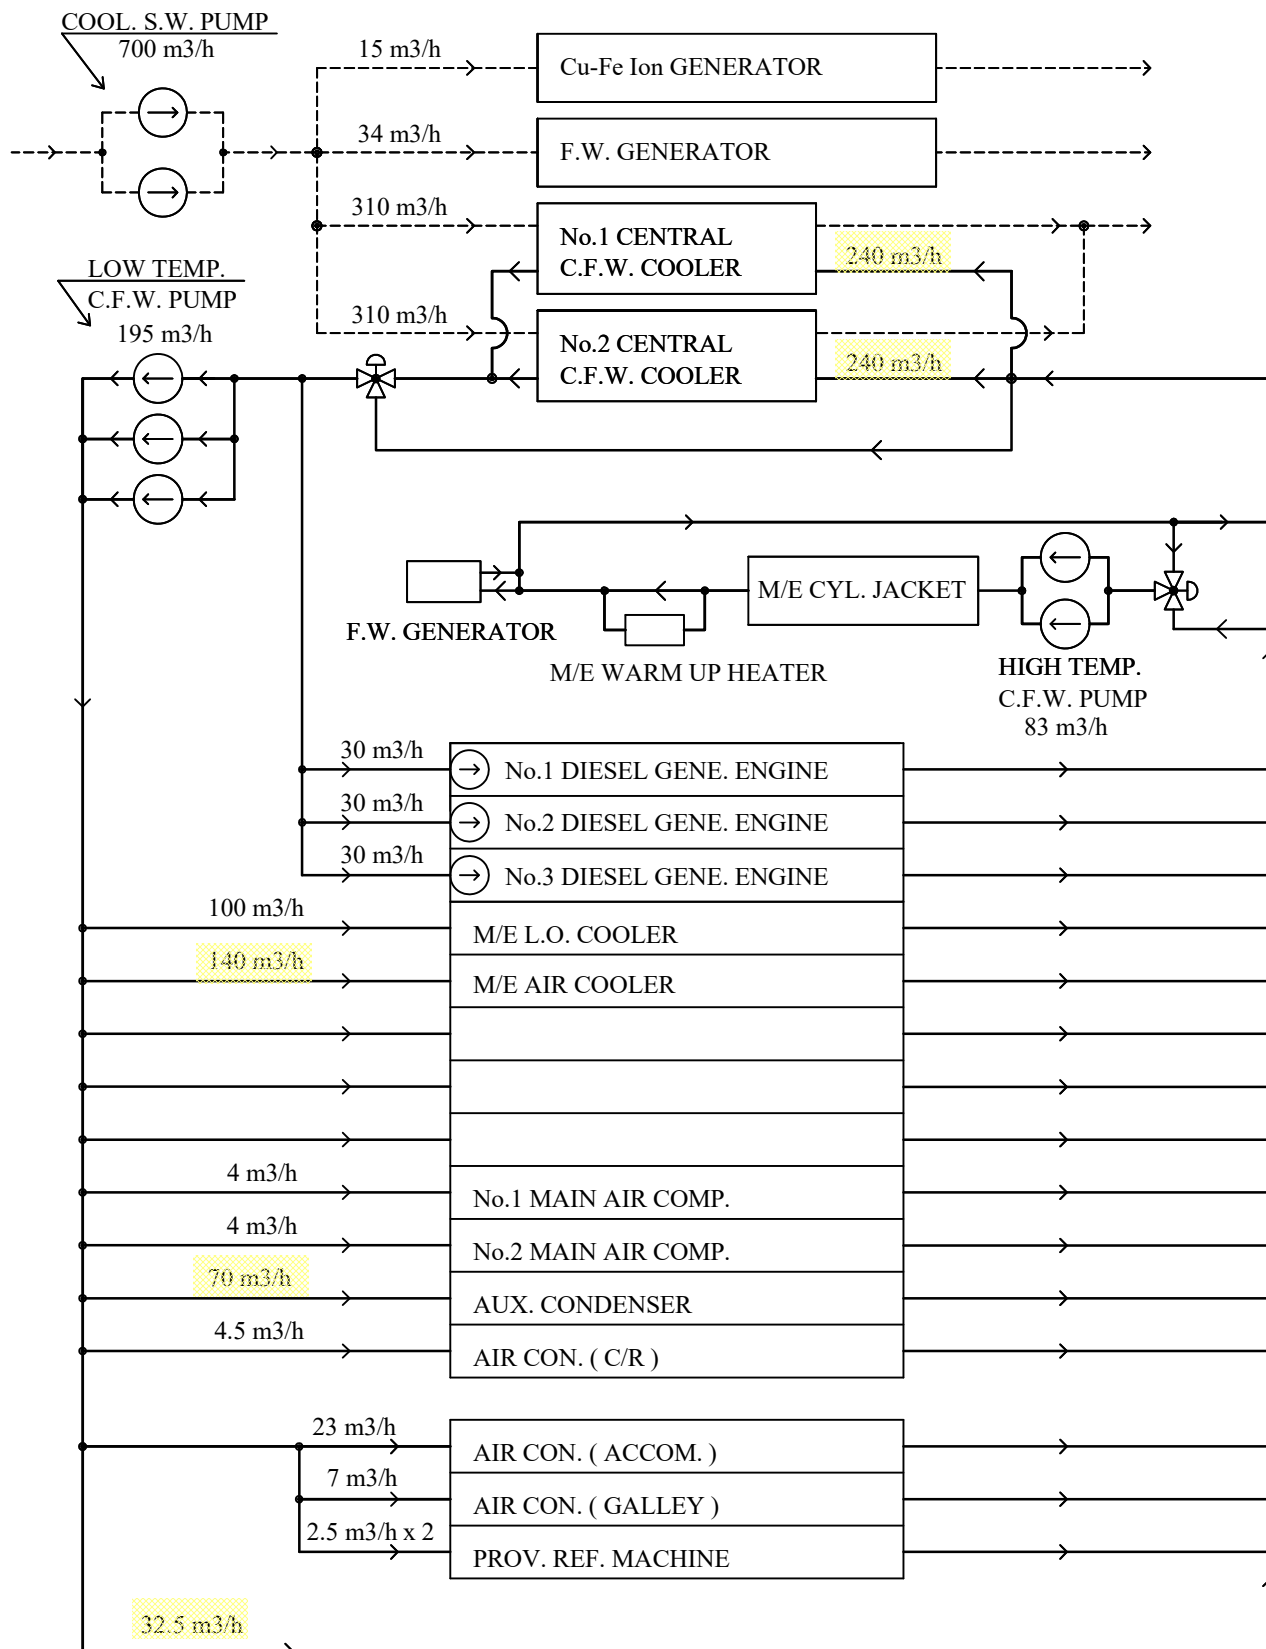 COOL. S.W. PUMP
700 m3/h
15 m3/h
Cu-Fe Ion GENERATOR
34 m3/h
F.W. GENERATOR
310 m3/h
No.1 CENTRAL
C.F.W. COOLER
240 m3/h
LOW TEMP.
C.F.W. PUMP
195 m3/h
310 m3/h
No.2 CENTRAL
C.F.W. COOLER
240 m3/h
F.W. GENERATOR
M/E CYL. JACKET
M/E WARM UP HEATER
HIGH TEMP.
C.F.W. PUMP
83 m3/h
30 m3/h
No.1 DIESEL GENE. ENGINE
30 m3/h
No.2 DIESEL GENE. ENGINE
30 m3/h
No.3 DIESEL GENE. ENGINE
100 m3/h
M/E L.O. COOLER
140 m3/h
M/E AIR COOLER
4 m3/h
No.1 MAIN AIR COMP.
4 m3/h
No.2 MAIN AIR COMP.
70 m3/h
AUX. CONDENSER
4.5 m3/h
AIR CON. ( C/R )
23 m3/h
AIR CON. ( ACCOM. )
7 m3/h
AIR CON. ( GALLEY )
2.5 m3/h x 2
PROV. REF. MACHINE
32.5 m3/h